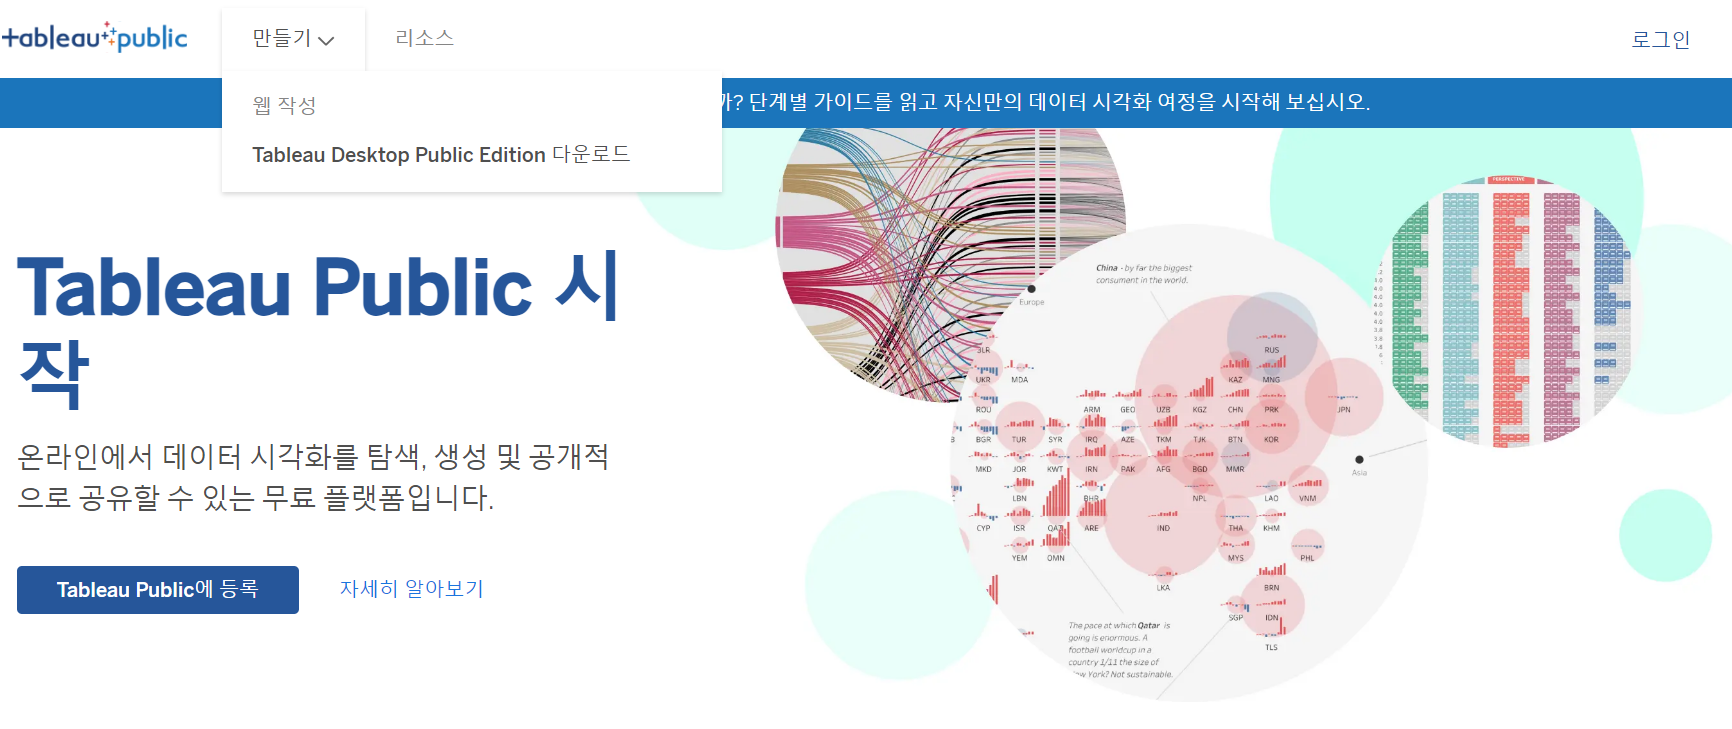 tableau public
만들기
리소스
로그인
웹 작성
Tableau Desktop Public Edition 다운로드
까? 단계별 가이드를 읽고 자신만의 데이터 시각화 여정을 시작해 보십시오.
Tableau Public 시
작
온라인에서 데이터 시각화를 탐색, 생성 및 공개적
으로 공유할 수 있는 무료 플랫폼입니다.
Tableau Public에 등록
자세히 알아보기
PERSPECTIVE
China - by far the biggest
consument in the world.
Europe
BLR
RUS
UKR MDA KAZ MNG
ROU ARM GEO UZB KGZ CHN PRK JPN
BGR TUR SYR IRQ AZE TKM TJK BTN KOR
MKD JOR KWT IRN PAK AFG BGD MMR
Asia
LBN BHR NPL LAO VNM
CYP ISR QAT ARE IND THA KHM
YEM OMN MYS PHL
LKA BRN
SGP IDN
TLS
The pace at which Qatar is
going is enormous. A
football worldcup in a
country 1/11 the size of
New York? Not sustainable.